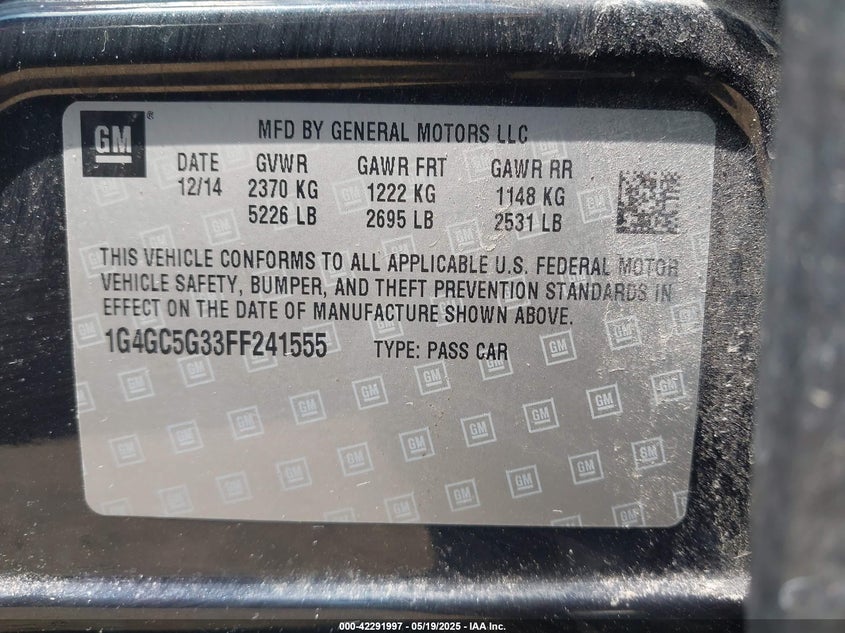 GM
MFD BY GENERAL MOTORS LLC
DATE GVWR GAWR FRT GAWR RR
12/14 2370 KG 1222 KG 1148 KG
5226 LB 2695 LB 2531 LB
THIS VEHICLE CONFORMS TO ALL APPLICABLE U.S. FEDERAL MOTOR
VEHICLE SAFETY, BUMPER, AND THEFT PREVENTION STANDARDS IN
EFFECT ON THE DATE OF MANUFACTURE SHOWN ABOVE.
1G4GC5G33FF241555 TYPE: PASS CAR
000-42291997 — 05/19/2025 — IAA Inc.